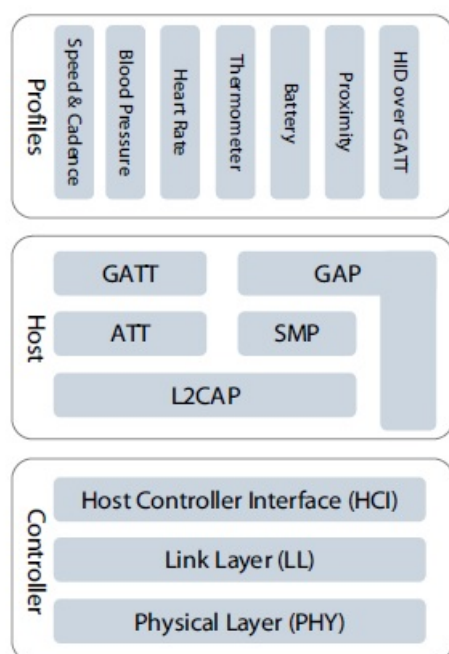 Profiles
Speed & Cadence
Blood Pressure
Heart Rate
Thermometer
Battery
Proximity
HID over GATT
Host
GATT
GAP
ATT
SMP
L2CAP
Controller
Host Controller Interface (HCI)
Link Layer (LL)
Physical Layer (PHY)